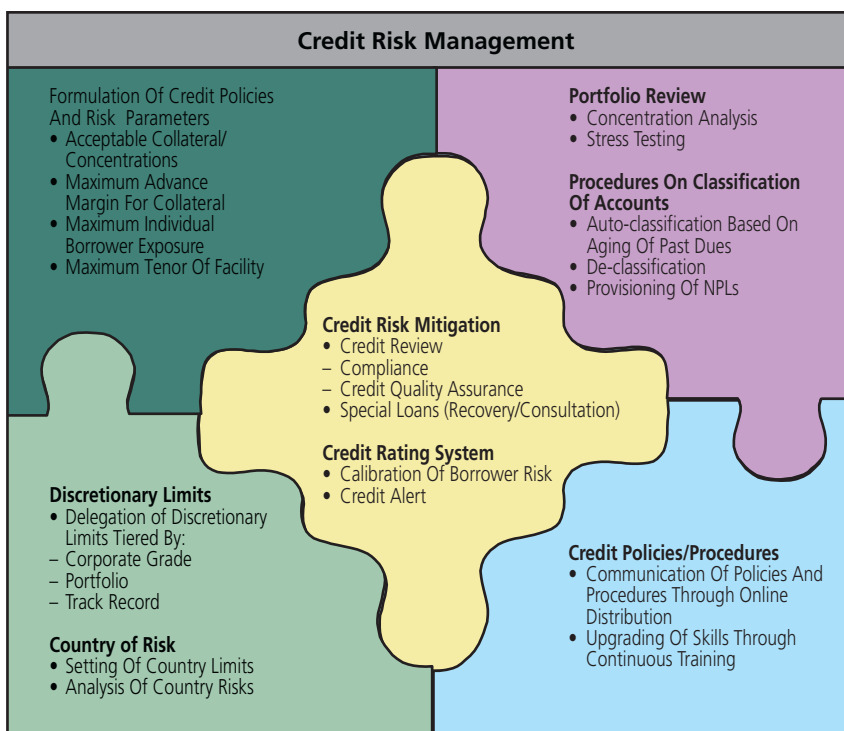 Credit Risk Management
Formulation Of Credit Policies
And Risk Parameters
• Acceptable Collateral/
Concentrations
• Maximum Advance
Margin For Collateral
• Maximum Individual
Borrower Exposure
• Maximum Tenor Of Facility
Portfolio Review
• Concentration Analysis
• Stress Testing
Procedures On Classification
Of Accounts
• Auto-classification Based On
Aging Of Past Dues
• De-classification
• Provisioning Of NPLs
Credit Risk Mitigation
• Credit Review
– Compliance
– Credit Quality Assurance
• Special Loans (Recovery/Consultation)
Credit Rating System
• Calibration Of Borrower Risk
• Credit Alert
Discretionary Limits
• Delegation of Discretionary
Limits Tiered By:
– Corporate Grade
– Portfolio
– Track Record
Country of Risk
• Setting Of Country Limits
• Analysis Of Country Risks
Credit Policies/Procedures
• Communication Of Policies And
Procedures Through Online
Distribution
• Upgrading Of Skills Through
Continuous Training